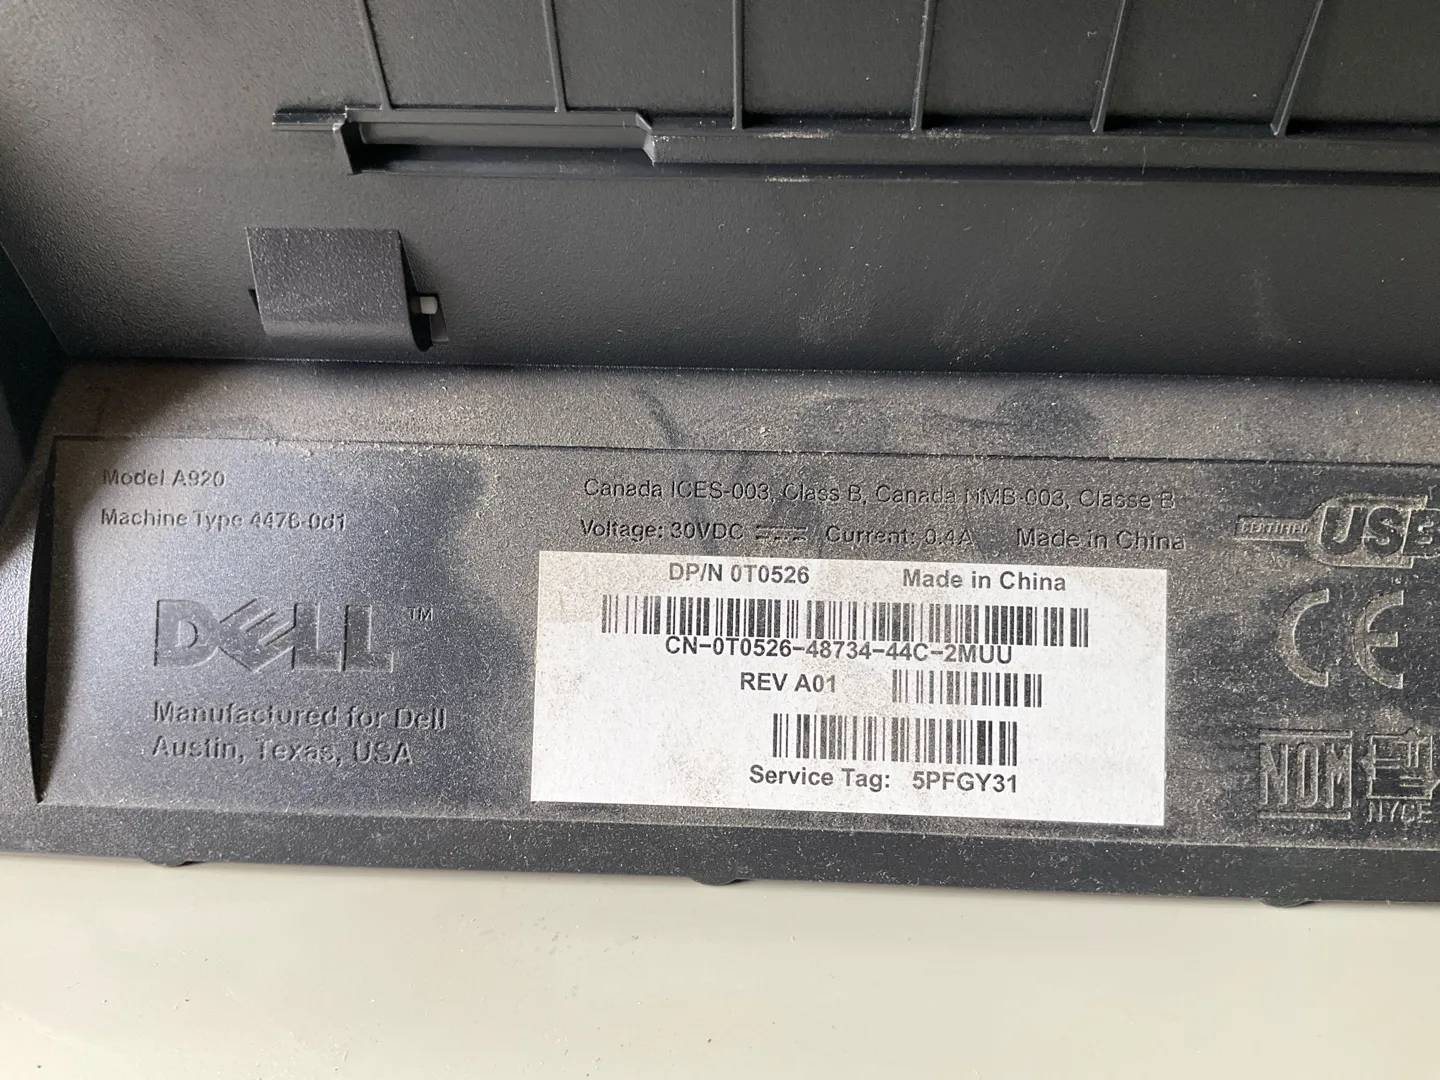 Model A920
Machine Type 4476-0d1
DELL™
Manufactured for Dell
Austin, Texas, USA
Canada ICES-003, Class B, Canada NMB-003, Classe B
Voltage: 30VDC Current: 0.4A Made in China
DP/N 0T0526 Made in China
CN-0T0526-48734-44C-2MUU
REV A01
Service Tag: 5PFGY31
CERTIFIED USB
CE
NOM
NYCE